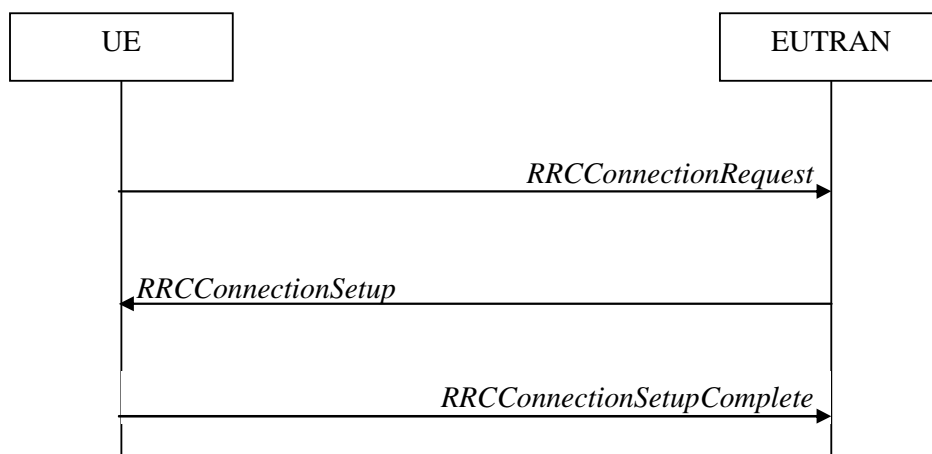 UE
EUTRAN
RRCConnectionRequest
RRCConnectionSetup
RRCConnectionSetupComplete